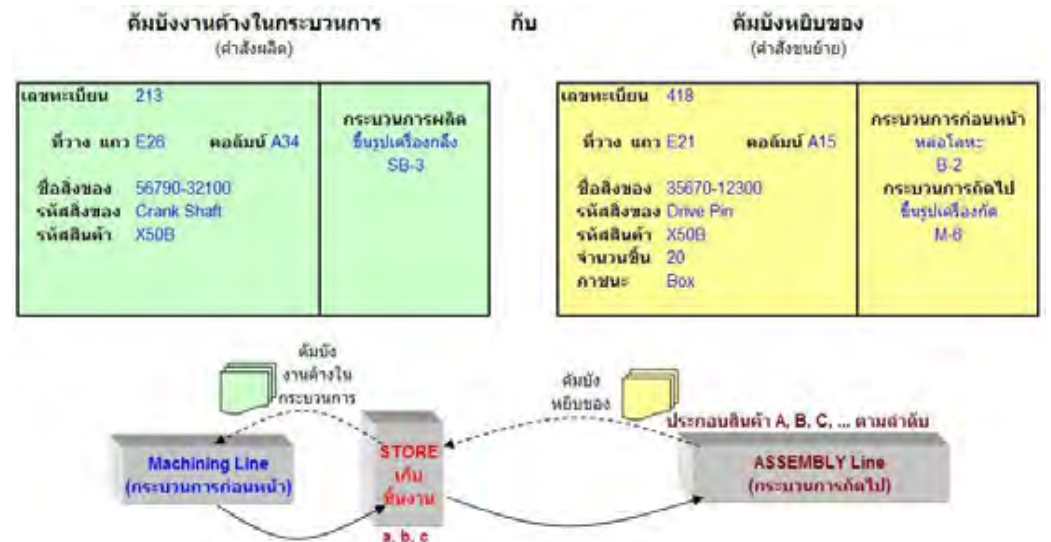 คัมบังงานค้างในกระบวนการ กับ คัมบังหยิบของ
(คำสั่งผลิต) (คำสั่งขนย้าย)
เลขทะเบียน 213
ที่วาง แถว E26 คอลัมน์ A34
ชื่อสิ่งของ 56790-32100
รหัสสิ่งของ Crank Shaft
รหัสสินค้า X50B
กระบวนการผลิต
ขึ้นรูปเครื่องกลึง
SB-3
เลขทะเบียน 418
ที่วาง แถว E21 คอลัมน์ A15
ชื่อสิ่งของ 35670-12300
รหัสสิ่งของ Drive Pin
รหัสสินค้า X50B
จำนวนชิ้น 20
ภาชนะ Box
กระบวนการก่อนหน้า
หล่อโลหะ
B-2
กระบวนการถัดไป
ขึ้นรูปเครื่องกัด
M-6
คัมบัง
งานค้างใน
กระบวนการ
คัมบัง
หยิบของ
ประกอบสินค้า A, B, C, ... ตามลำดับ
Machining Line
(กระบวนการก่อนหน้า)
STORE
เก็บ
ชิ้นงาน
a, b, c
ASSEMBLY Line
(กระบวนการถัดไป)